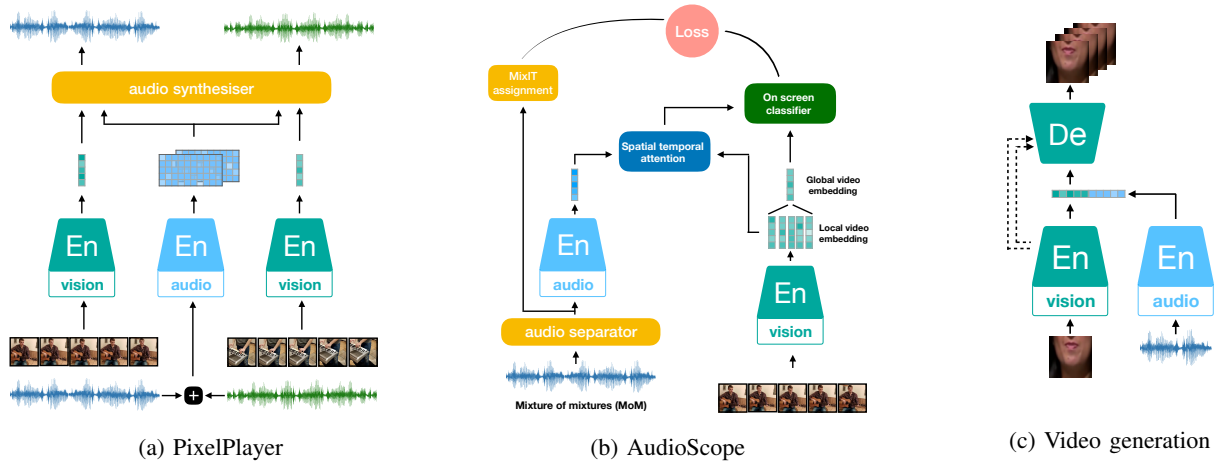 audio synthesiser
En
vision
En
audio
En
vision
+
(a) PixelPlayer
Loss
MixIT
assignment
On screen
classifier
Spatial temporal
attention
Global video
embedding
Local video
embedding
En
audio
En
vision
audio separator
Mixture of mixtures (MoM)
(b) AudioScope
De
En
vision
En
audio
(c) Video generation